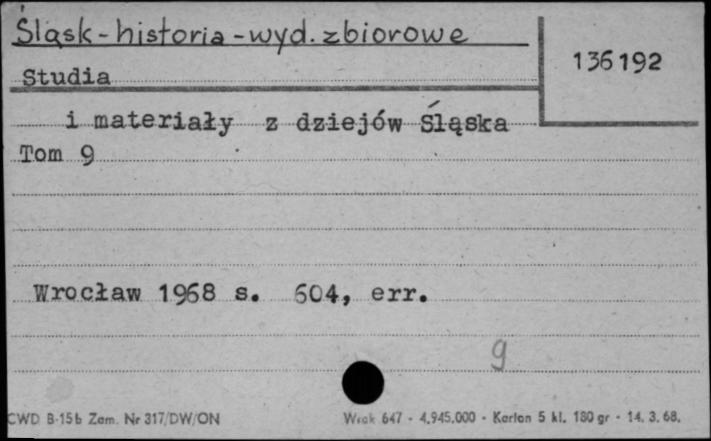 Śląsk - historia - wyd. zbiorowe
136192
Studia
i materiały z dziejów Śląska
Tom 9
Wrocław 1968 s. 604, err.
9
CWD B-15b Zam. Nr 317/DW/ON
647 - 4.945.000 - Karton 5 kl. 180 gr - 14. 3. 68.